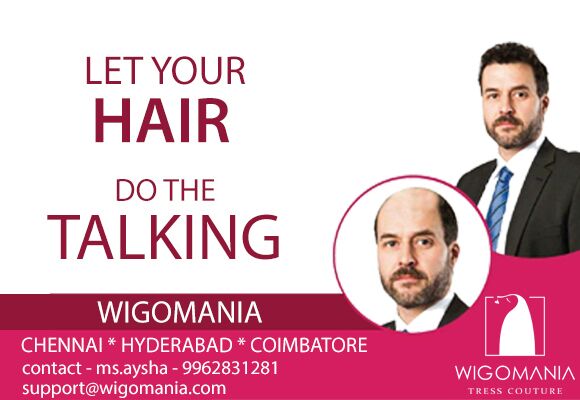 LET YOUR
HAIR
DO THE
TALKING
WIGOMANIA
CHENNAI * HYDERABAD * COIMBATORE
contact - ms.aysha - 9962831281
support@wigomania.com
WIGOMANIA
TRESS COUTURE